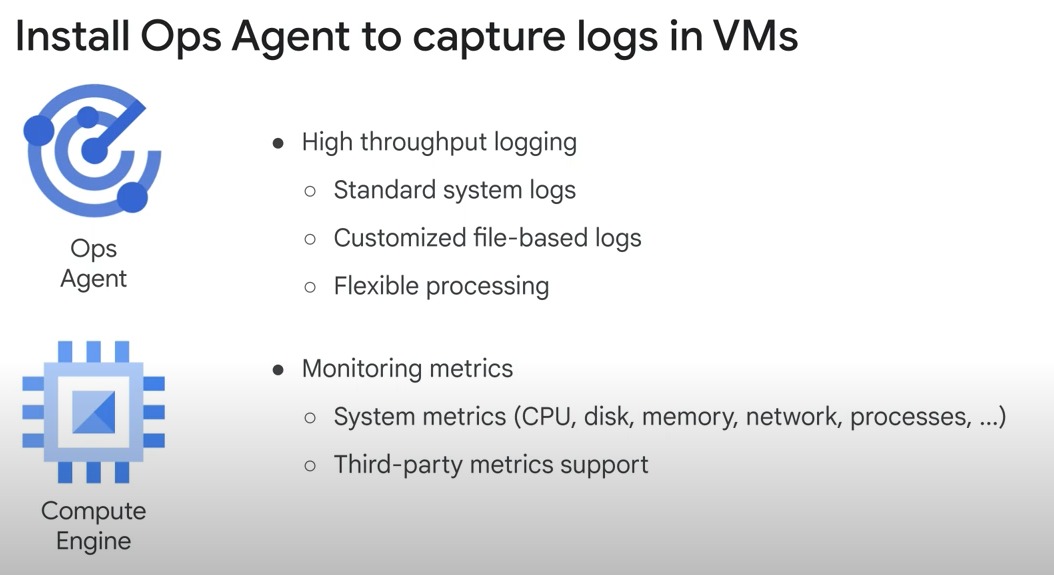 Install Ops Agent to capture logs in VMs
Ops
Agent
● High throughput logging
○ Standard system logs
○ Customized file-based logs
○ Flexible processing
Compute
Engine
● Monitoring metrics
○ System metrics (CPU, disk, memory, network, processes, ...)
○ Third-party metrics support